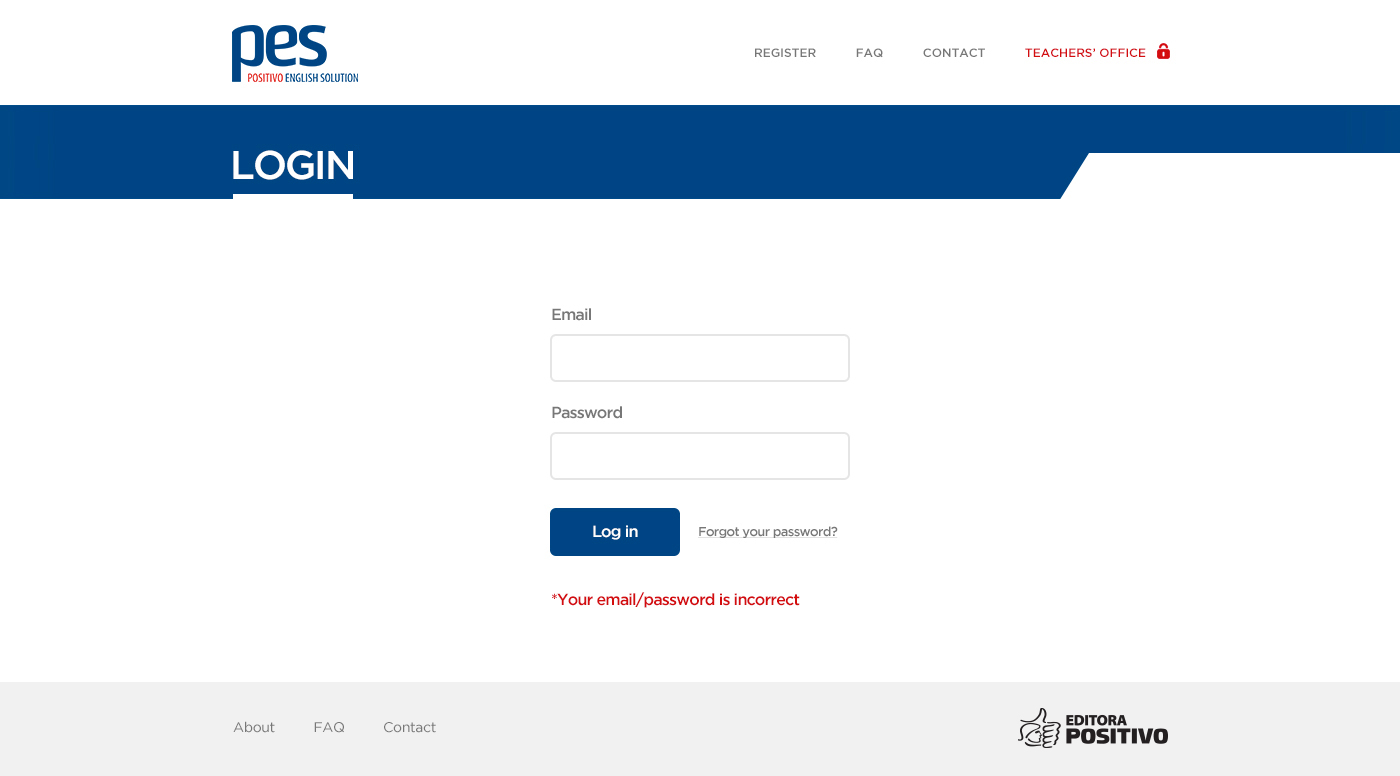 pes
POSITIVO ENGLISH SOLUTION
REGISTER FAQ CONTACT TEACHERS’ OFFICE
LOGIN
Email
Password
Log in Forgot your password?
*Your email/password is incorrect
About FAQ Contact
EDITORA
POSITIVO